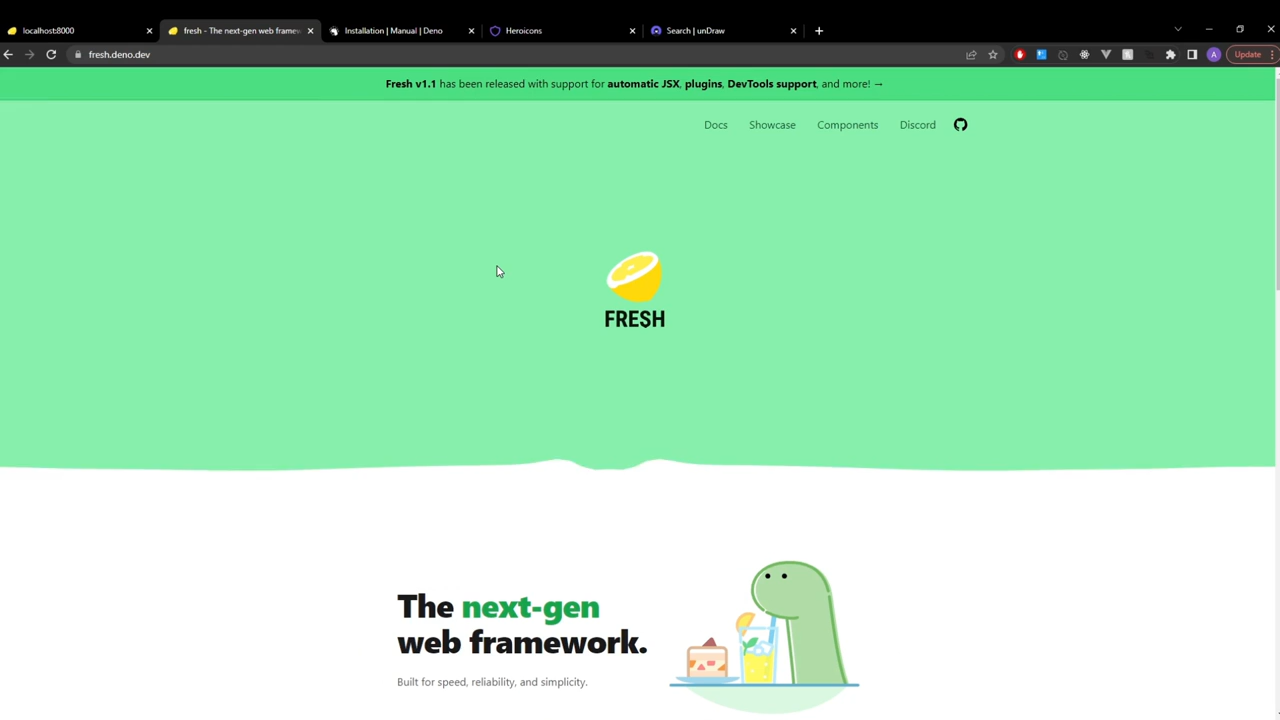 localhost:8000
fresh - The next-gen web framew
Installation | Manual | Deno
Heroicons
Search | unDraw
fresh.deno.dev
A
Update
Fresh v1.1 has been released with support for automatic JSX, plugins, DevTools support, and more! →
Docs
Showcase
Components
Discord
FRESH
The next-gen
web framework.
Built for speed, reliability, and simplicity.